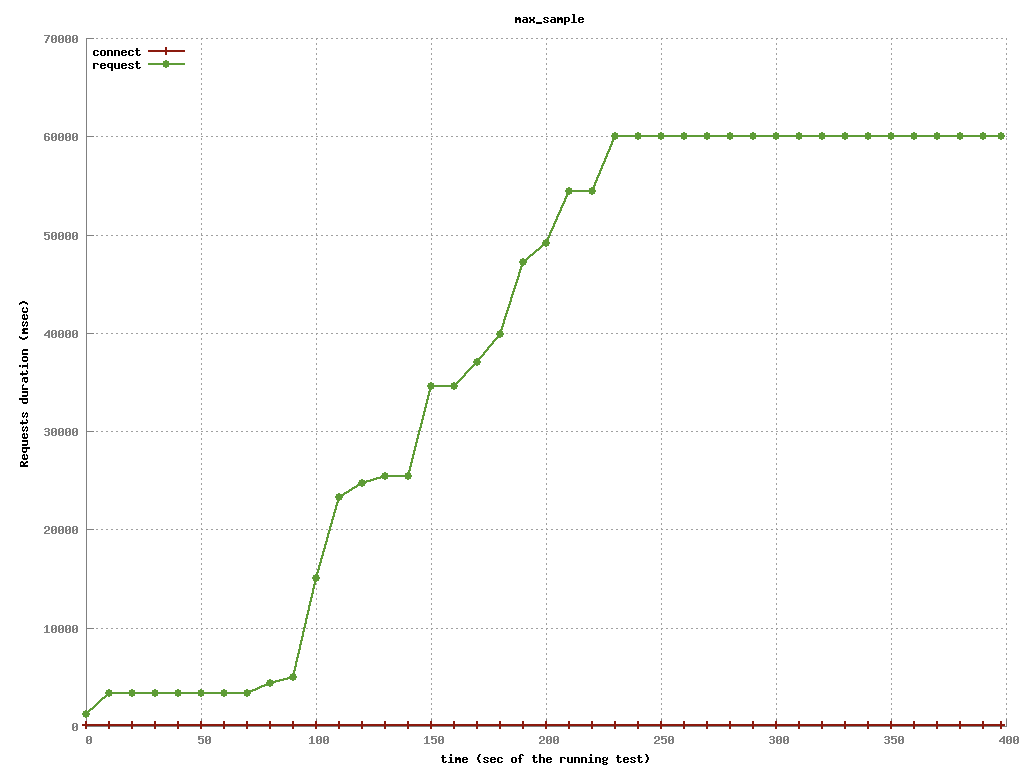 max_sample
70000
connect
request
60000
50000
40000
30000
20000
10000
0
Requests duration (msec)
0 50 100 150 200 250 300 350 400
time (sec of the running test)